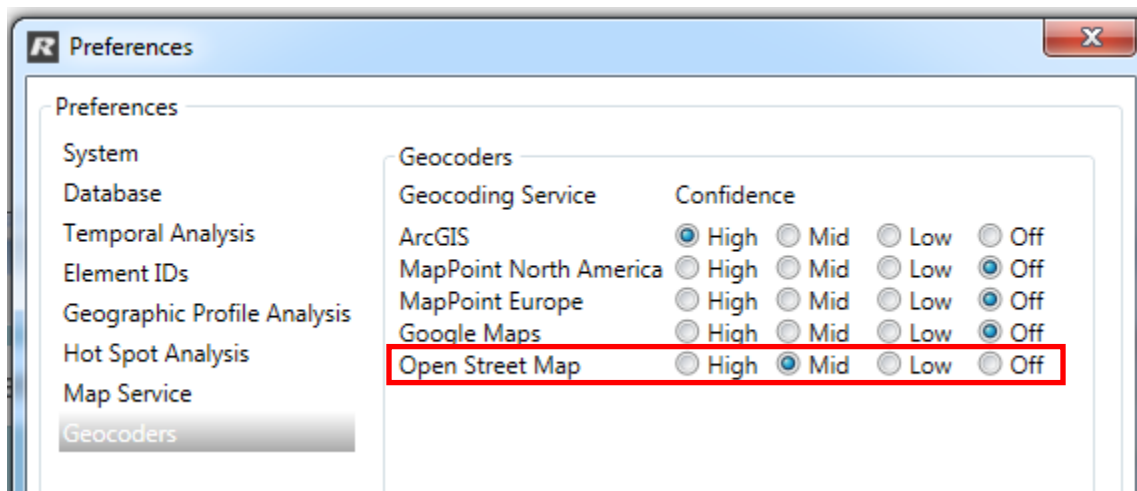 R Preferences
Preferences
System
Database
Temporal Analysis
Element IDs
Geographic Profile Analysis
Hot Spot Analysis
Map Service
Geocoders
Geocoders
Geocoding Service Confidence
ArcGIS High Mid Low Off
MapPoint North America High Mid Low Off
MapPoint Europe High Mid Low Off
Google Maps High Mid Low Off
Open Street Map High Mid Low Off